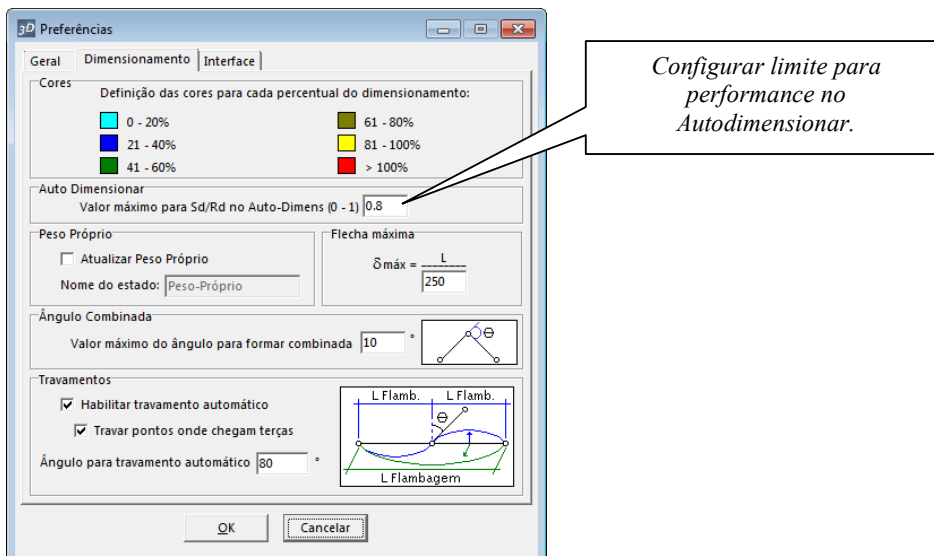 3D Preferências
Geral Dimensionamento Interface
Cores
Definição das cores para cada percentual do dimensionamento:
0 - 20%
61 - 80%
21 - 40%
81 - 100%
41 - 60%
> 100%
Auto Dimensionar
Valor máximo para Sd/Rd no Auto-Dimens (0 - 1) 0.8
Peso Próprio
Atualizar Peso Próprio
Nome do estado: Peso-Próprio
Flecha máxima
δ máx = L
250
Ângulo Combinada
Valor máximo do ângulo para formar combinada 10 °
θ
Travamentos
Habilitar travamento automático
Travar pontos onde chegam terças
Ângulo para travamento automático 80 °
L Flamb. L Flamb.
θ
L Flambagem
OK Cancelar
Configurar limite para
performance no
Autodimensionar.